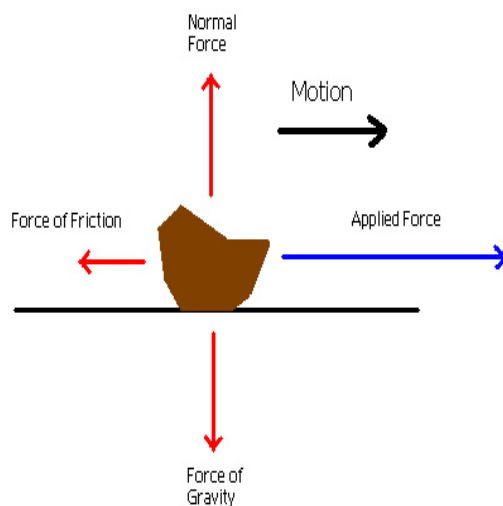 Normal
Force
Motion
Force of Friction
Applied Force
Force of
Gravity